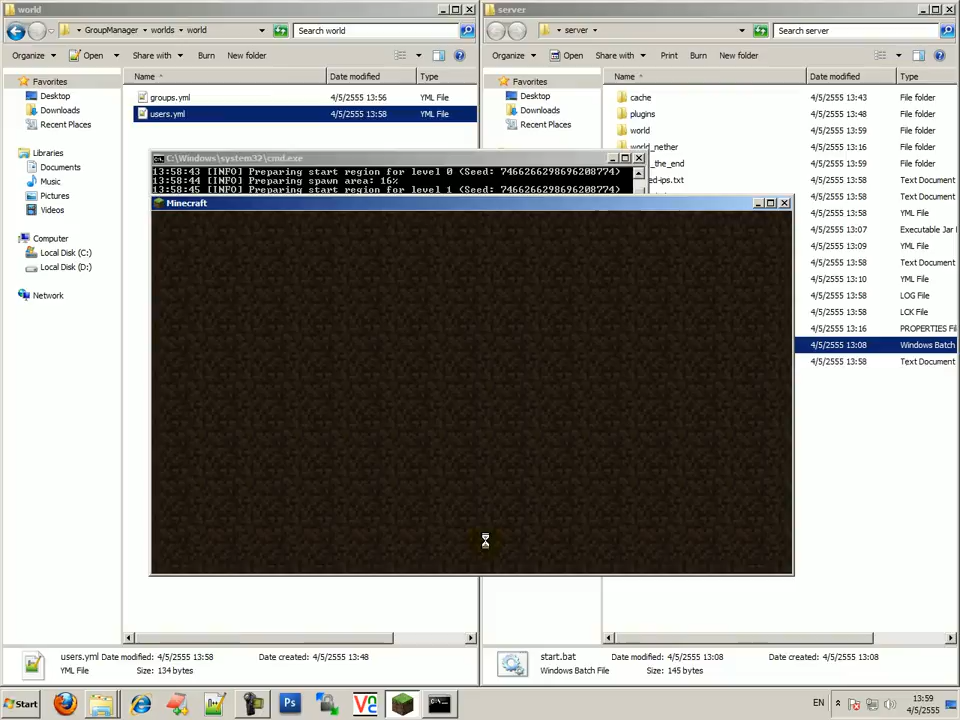 world
GroupManager ▸ worlds ▸ world
Search world
Organize
Open
Share with
Burn
New folder
Name
Date modified
Type
Favorites
Desktop
Downloads
Recent Places
Libraries
Documents
Music
Pictures
Videos
Computer
Local Disk (C:)
Local Disk (D:)
Network
groups.yml 4/5/2555 13:56 YML File
users.yml 4/5/2555 13:58 YML File
users.yml Date modified: 4/5/2555 13:58 Date created: 4/5/2555 13:48
YML File Size: 134 bytes
server
server
Search server
Organize
Open
Share with
Print
Burn
New folder
Name
Date modified
Type
Favorites
Desktop
Downloads
Recent Places
cache 4/5/2555 13:43 File folder
plugins 4/5/2555 13:48 File folder
world 4/5/2555 13:59 File folder
world_nether 4/5/2555 13:16 File folder
_the_end 4/5/2555 13:59 File folder
ed-ips.txt 4/5/2555 13:58 Text Document
4/5/2555 13:58 Text Document
4/5/2555 13:58 YML File
4/5/2555 13:07 Executable Jar
4/5/2555 13:09 YML File
4/5/2555 13:58 Text Document
4/5/2555 13:10 YML File
4/5/2555 13:58 LOG File
4/5/2555 13:58 LCK File
4/5/2555 13:16 PROPERTIES Fi
4/5/2555 13:08 Windows Batch
4/5/2555 13:58 Text Document
start.bat Date modified: 4/5/2555 13:08 Date created: 4/5/2555 13:08
Windows Batch File Size: 145 bytes
C:\Windows\system32\cmd.exe
13:58:43 [INFO] Preparing start region for level 0 (Seed: 7466266298696208774)
13:58:44 [INFO] Preparing spawn area: 16%
13:58:45 [INFO] Preparing start region for level 1 (Seed: 7466266298696208774)
Minecraft
Start
Ps
EN
13:59
4/5/2555